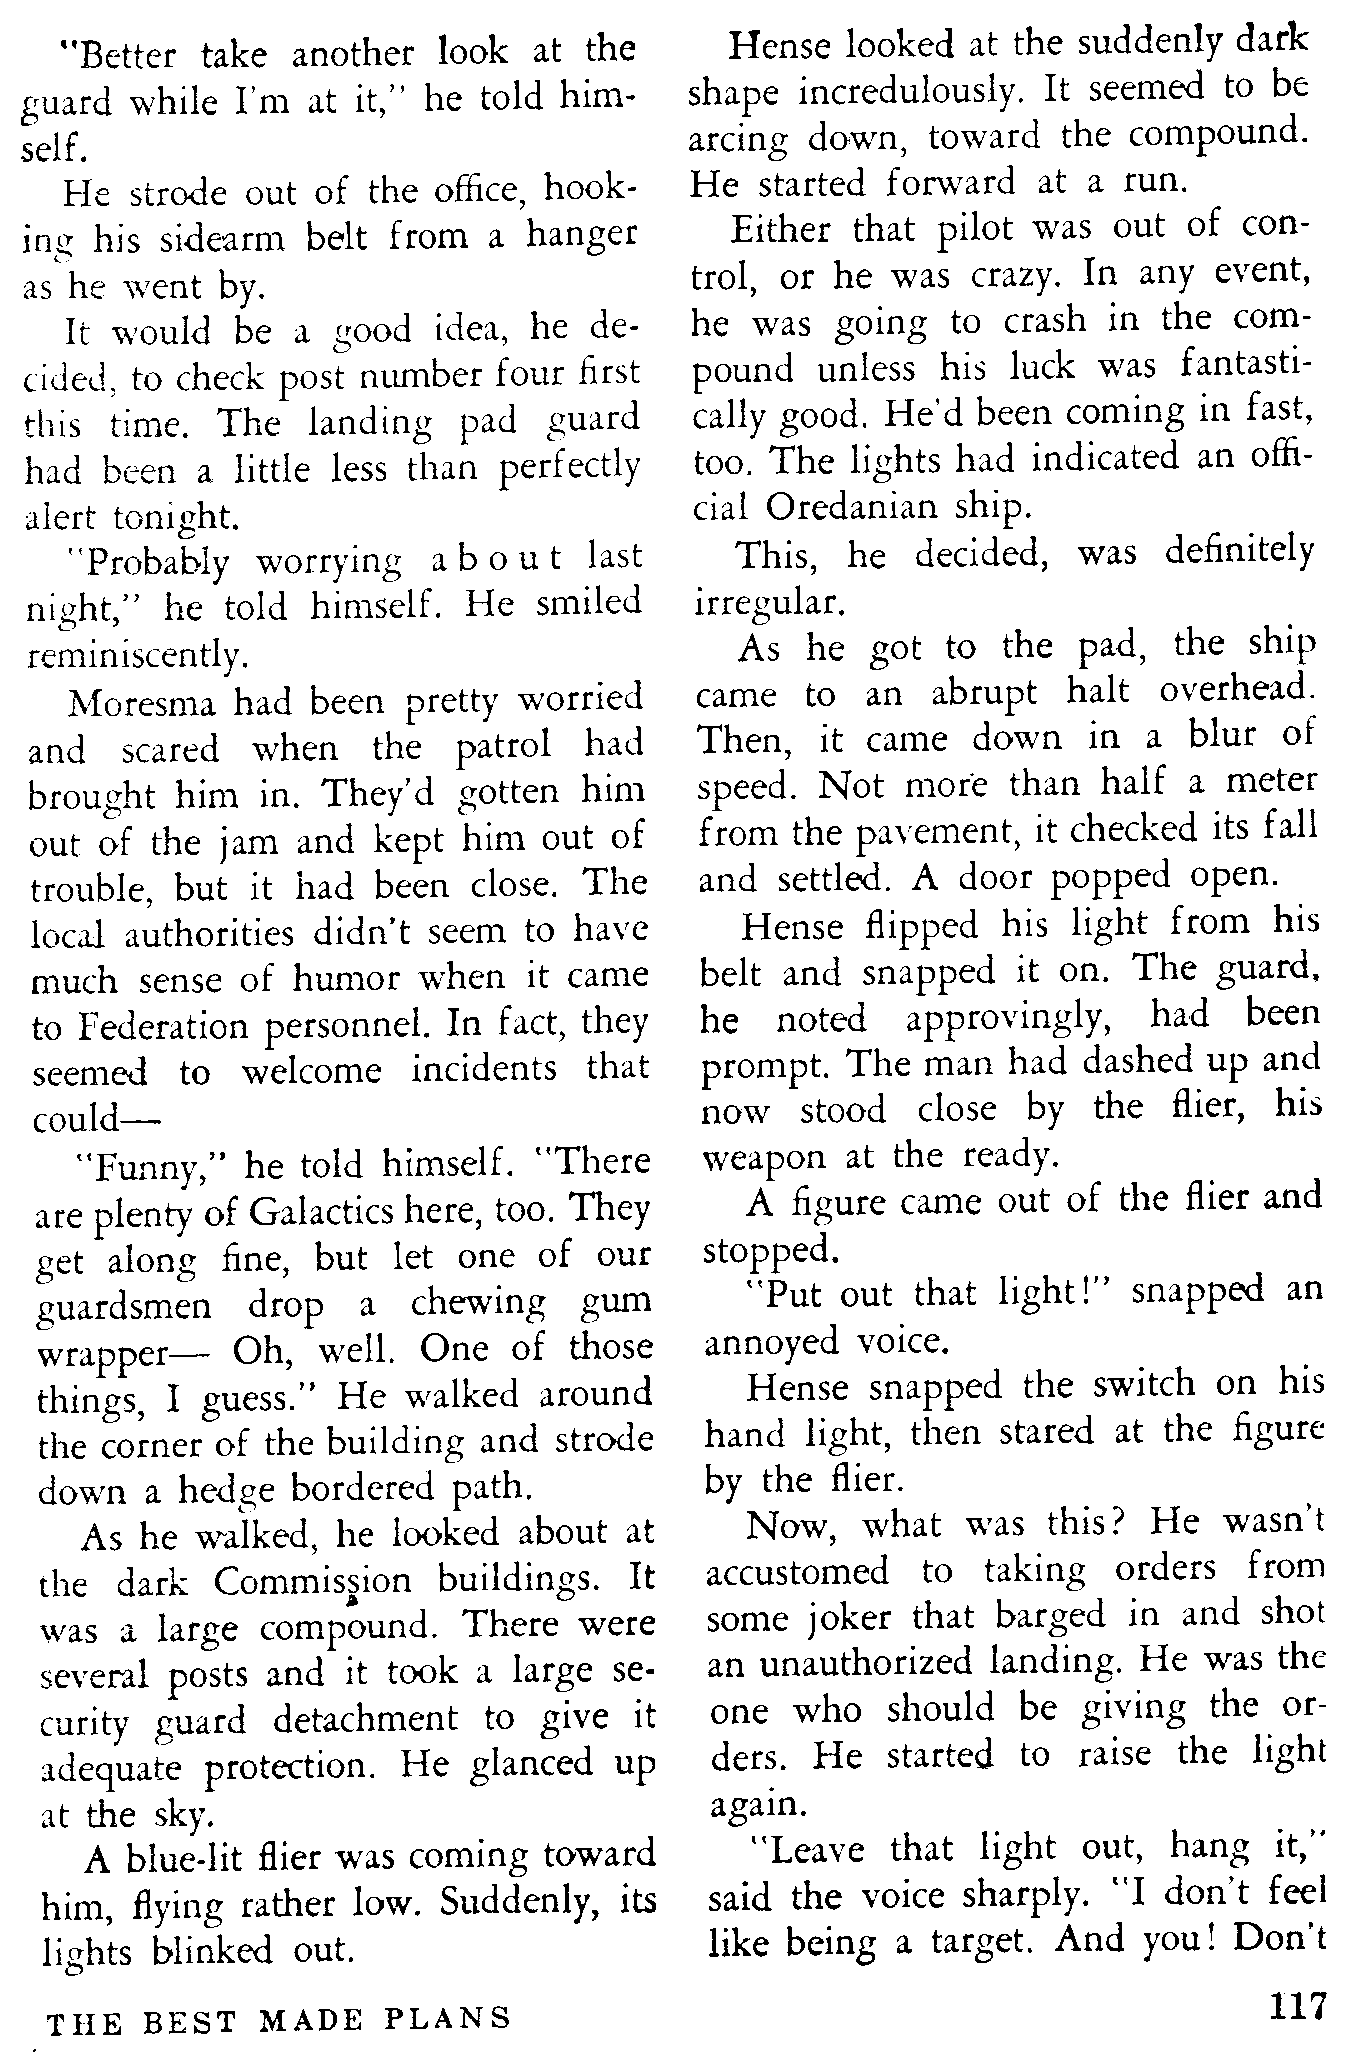 "Better take another look at the
guard while I'm at it," he told him-
self.
He strode out of the office, hook-
ing his sidearm belt from a hanger
as he went by.
It would be a good idea, he de-
cided, to check post number four first
this time. The landing pad guard
had been a little less than perfectly
alert tonight.
"Probably worrying about last
night," he told himself. He smiled
reminiscently.
Moresma had been pretty worried
and scared when the patrol had
brought him in. They'd gotten him
out of the jam and kept him out of
trouble, but it had been close. The
local authorities didn't seem to have
much sense of humor when it came
to Federation personnel. In fact, they
seemed to welcome incidents that
could—
"Funny," he told himself. "There
are plenty of Galactics here, too. They
get along fine, but let one of our
guardsmen drop a chewing gum
wrapper— Oh, well. One of those
things, I guess." He walked around
the corner of the building and strode
down a hedge bordered path.
As he walked, he looked about at
the dark Commission buildings. It
was a large compound. There were
several posts and it took a large se-
curity guard detachment to give it
adequate protection. He glanced up
at the sky.
A blue-lit flier was coming toward
him, flying rather low. Suddenly, its
lights blinked out.
Hense looked at the suddenly dark
shape incredulously. It seemed to be
arcing down, toward the compound.
He started forward at a run.
Either that pilot was out of con-
trol, or he was crazy. In any event,
he was going to crash in the com-
pound unless his luck was fantasti-
cally good. He'd been coming in fast,
too. The lights had indicated an offi-
cial Oredanian ship.
This, he decided, was definitely
irregular.
As he got to the pad, the ship
came to an abrupt halt overhead.
Then, it came down in a blur of
speed. Not more than half a meter
from the pavement, it checked its fall
and settled. A door popped open.
Hense flipped his light from his
belt and snapped it on. The guard,
he noted approvingly, had been
prompt. The man had dashed up and
now stood close by the flier, his
weapon at the ready.
A figure came out of the flier and
stopped.
"Put out that light!" snapped an
annoyed voice.
Hense snapped the switch on his
hand light, then stared at the figure
by the flier.
Now, what was this? He wasn't
accustomed to taking orders from
some joker that barged in and shot
an unauthorized landing. He was the
one who should be giving the or-
ders. He started to raise the light
again.
"Leave that light out, hang it,"
said the voice sharply. "I don't feel
like being a target. And you! Don't
THE BEST MADE PLANS
117